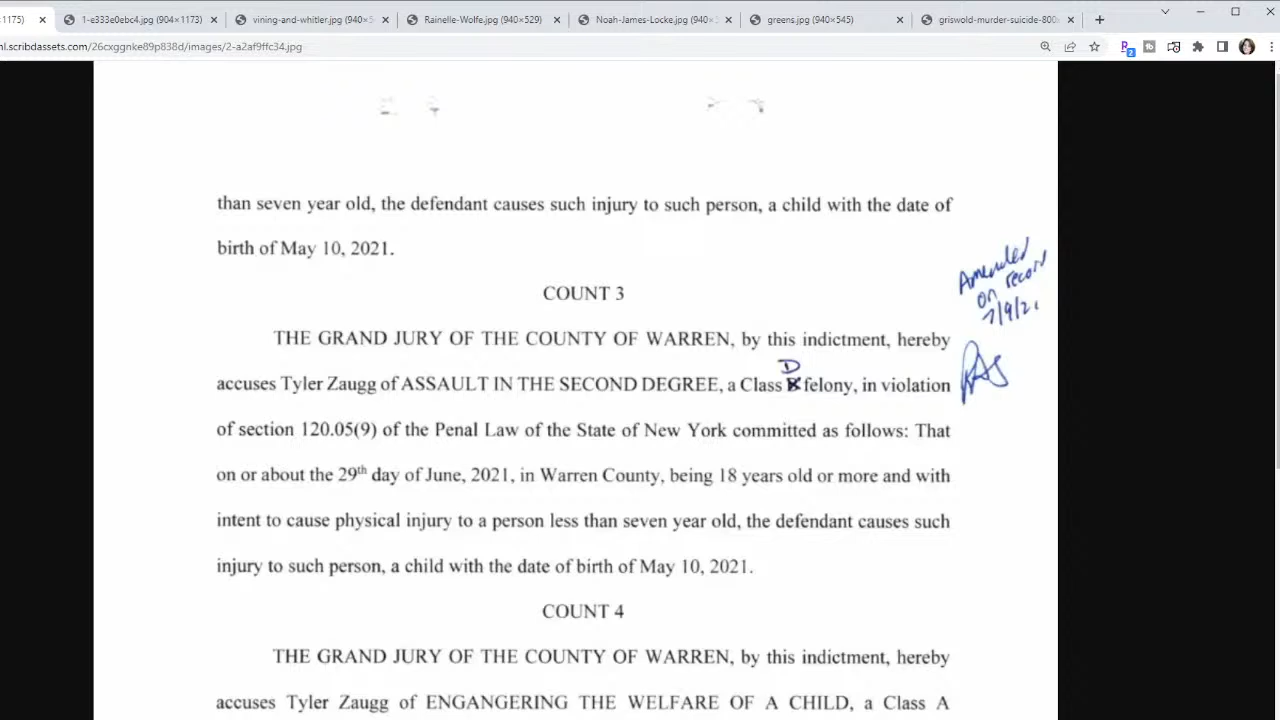 1175)
1-e333e0ebc4.jpg (904×1173)
vining-and-whitler.jpg (940×5
Rainelle-Wolfe.jpg (940×529)
Noah-James-Locke.jpg (940×5
greens.jpg (940×545)
griswold-murder-suicide-800x
nl.scribdassets.com/26cxggnke89p838d/images/2-a2af9ffc34.jpg
than seven year old, the defendant causes such injury to such person, a child with the date of
birth of May 10, 2021.
Amended
on record
COUNT 3
THE GRAND JURY OF THE COUNTY OF WARREN, by this indictment, hereby
D
accuses Tyler Zaugg of ASSAULT IN THE SECOND DEGREE, a Class felony, in violation
of section 120.05(9) of the Penal Law of the State of New York committed as follows: That
on or about the 29th day of June, 2021, in Warren County, being 18 years old or more and with
intent to cause physical injury to a person less than seven year old, the defendant causes such
injury to such person, a child with the date of birth of May 10, 2021.
COUNT 4
THE GRAND JURY OF THE COUNTY OF WARREN, by this indictment, hereby
accuses Tyler Zaugg of ENGANGERING THE WELFARE OF A CHILD, a Class A